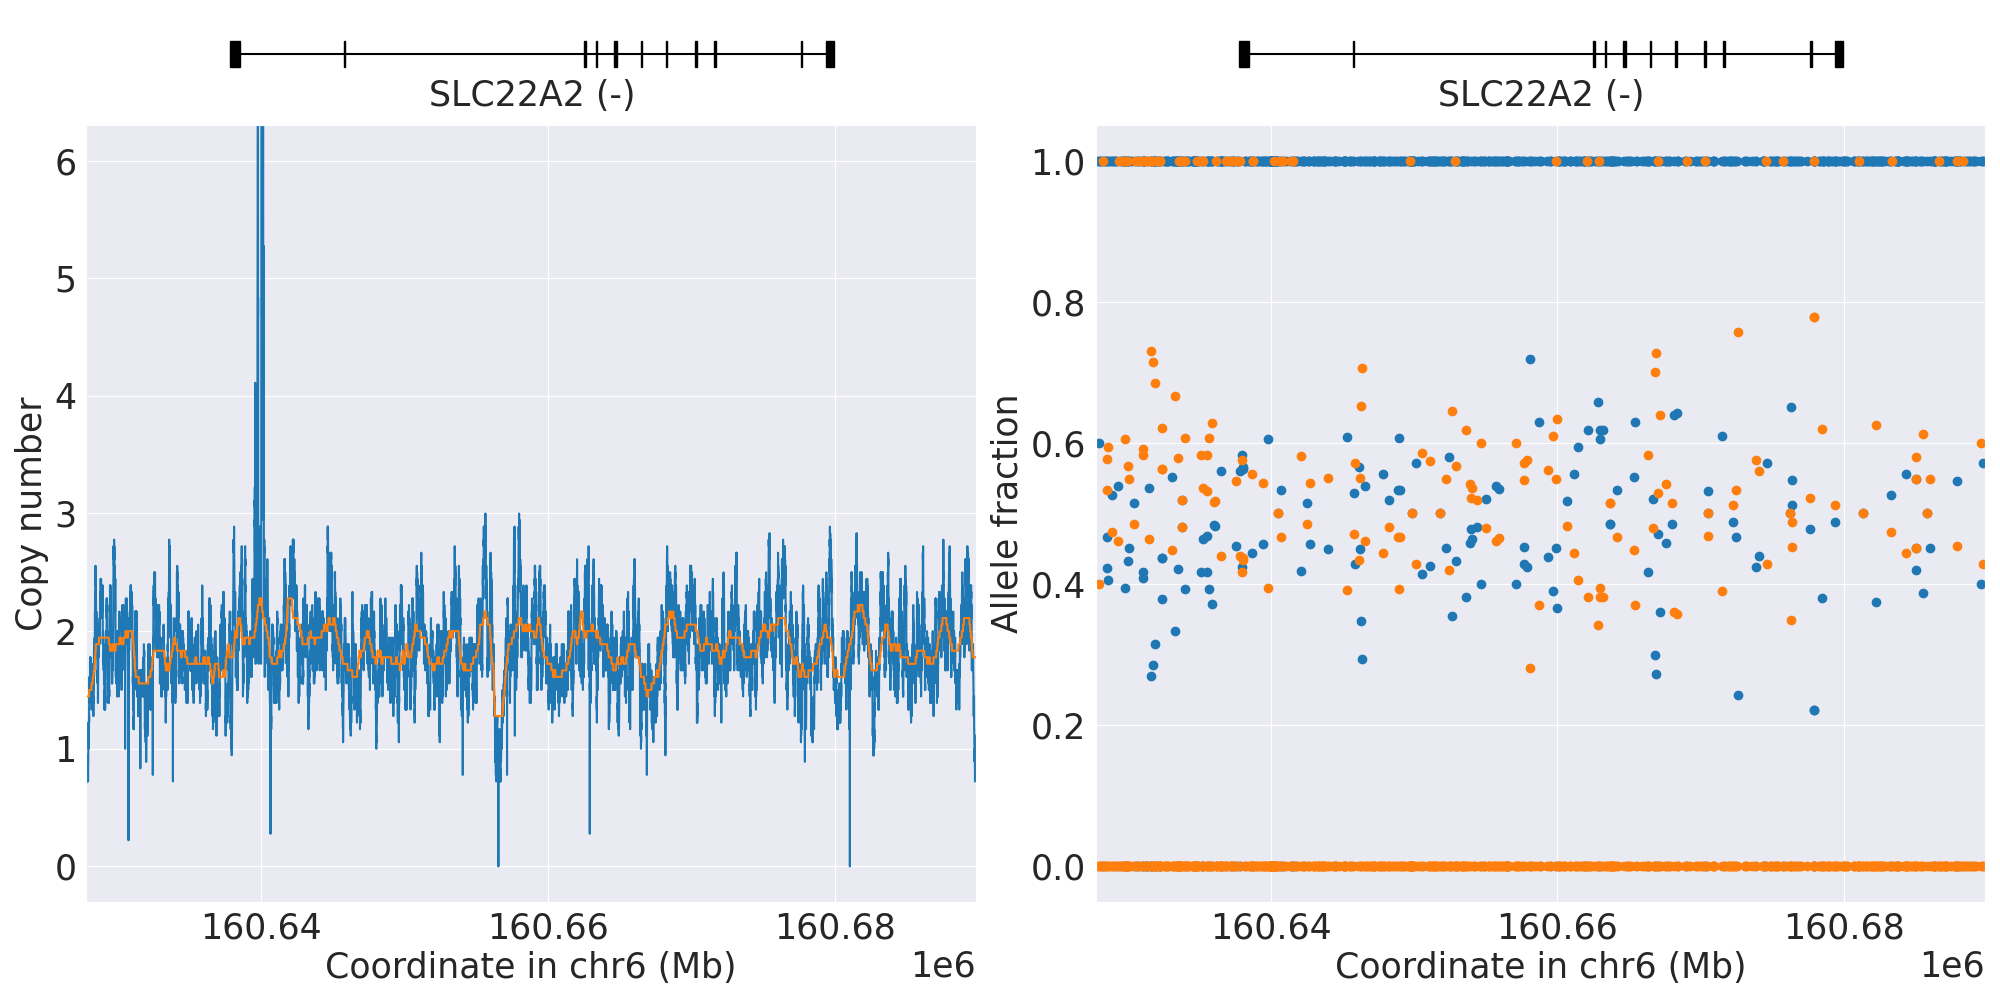 SLC22A2 (-)
Copy number
6
5
4
3
2
1
0
160.64 160.66 160.68
Coordinate in chr6 (Mb) 1e6
SLC22A2 (-)
Allele fraction
1.0
0.8
0.6
0.4
0.2
0.0
160.64 160.66 160.68
Coordinate in chr6 (Mb) 1e6